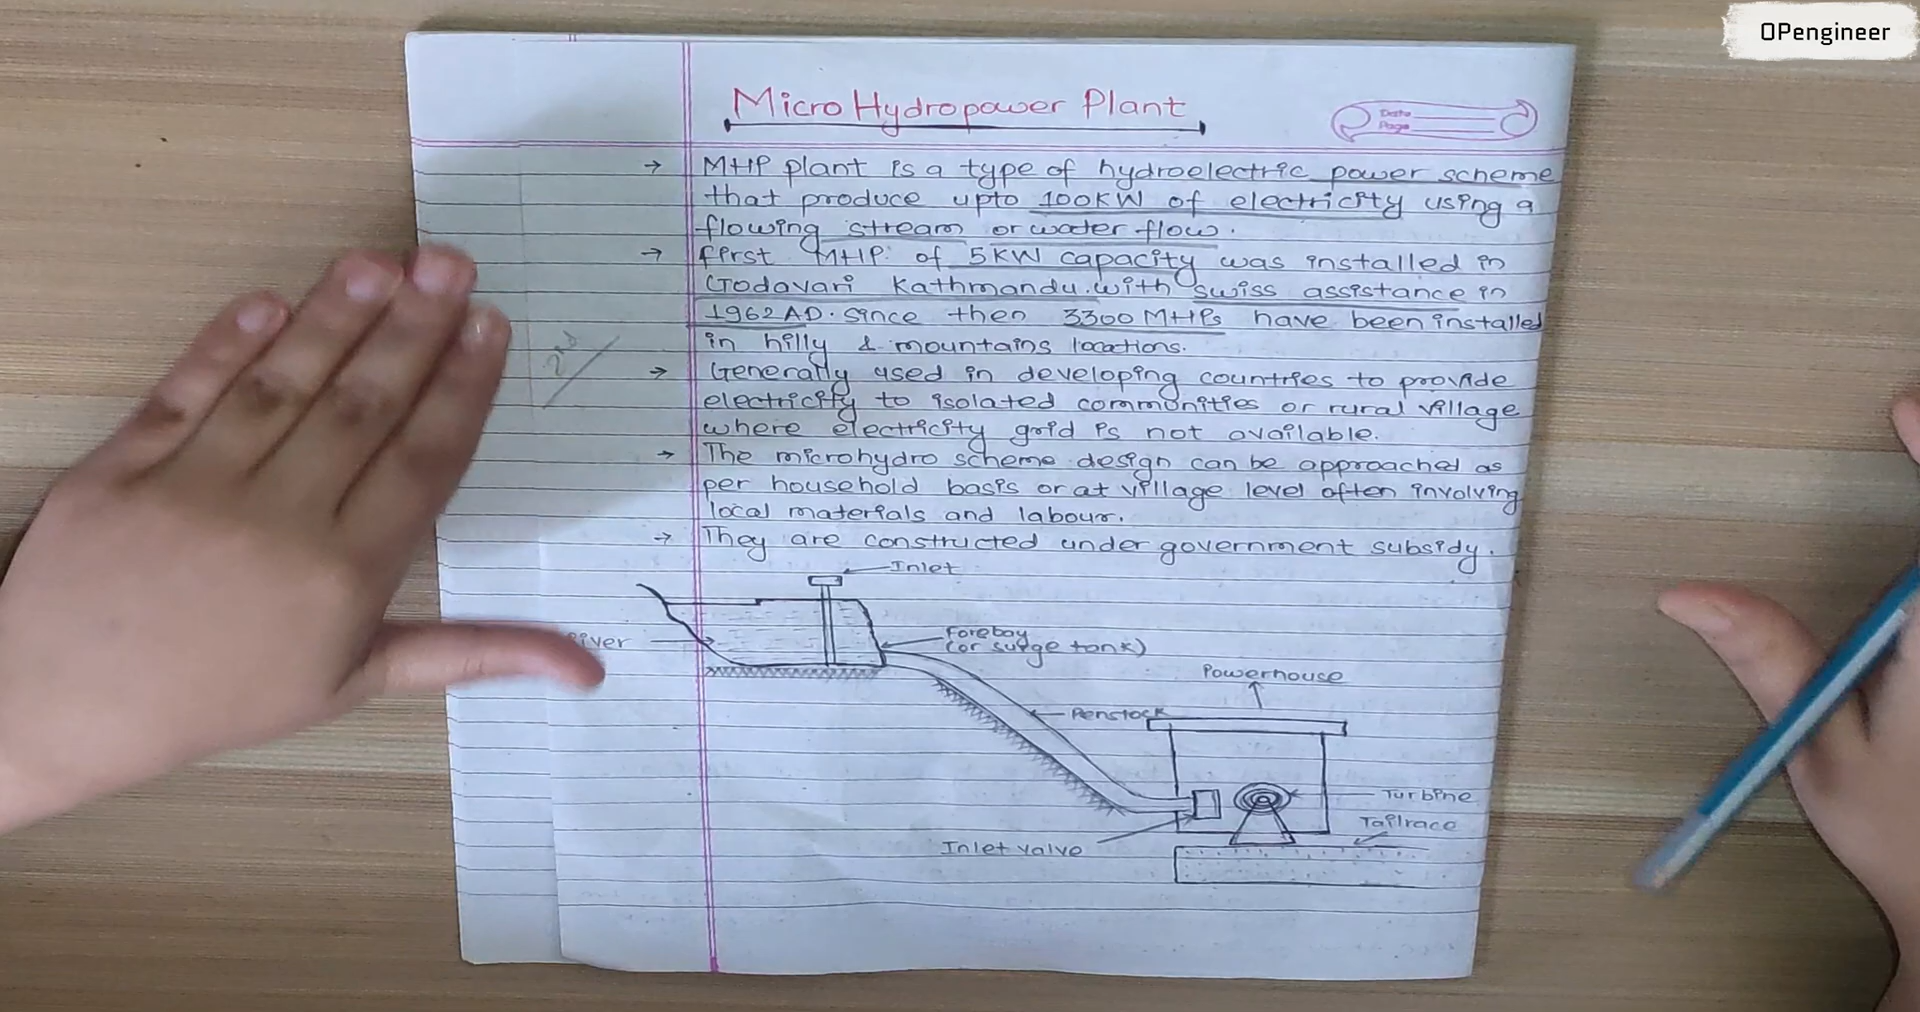 OPengineer
Micro Hydropower Plant
Date
Page
→ MHP plant is a type of hydroelectric power scheme
that produce upto 100KW of electricity using a
flowing stream or water flow.
→ first MHP of 5KW capacity was installed in
Godavari Kathmandu with swiss assistance in
1962AD. Since then 3300 MHPs have been installed
in hilly & mountains locations.
→ Generally used in developing countries to provide
electricity to isolated communities or rural village
where electricity grid is not available.
→ The microhydro scheme design can be approached as
per household basis or at village level often involving
local materials and labour.
→ They are constructed under government subsidy.
Inlet
River
Forebay
(or surge tank)
Powerhouse
Penstock
Turbine
Tailrace
Inlet valve
2nd